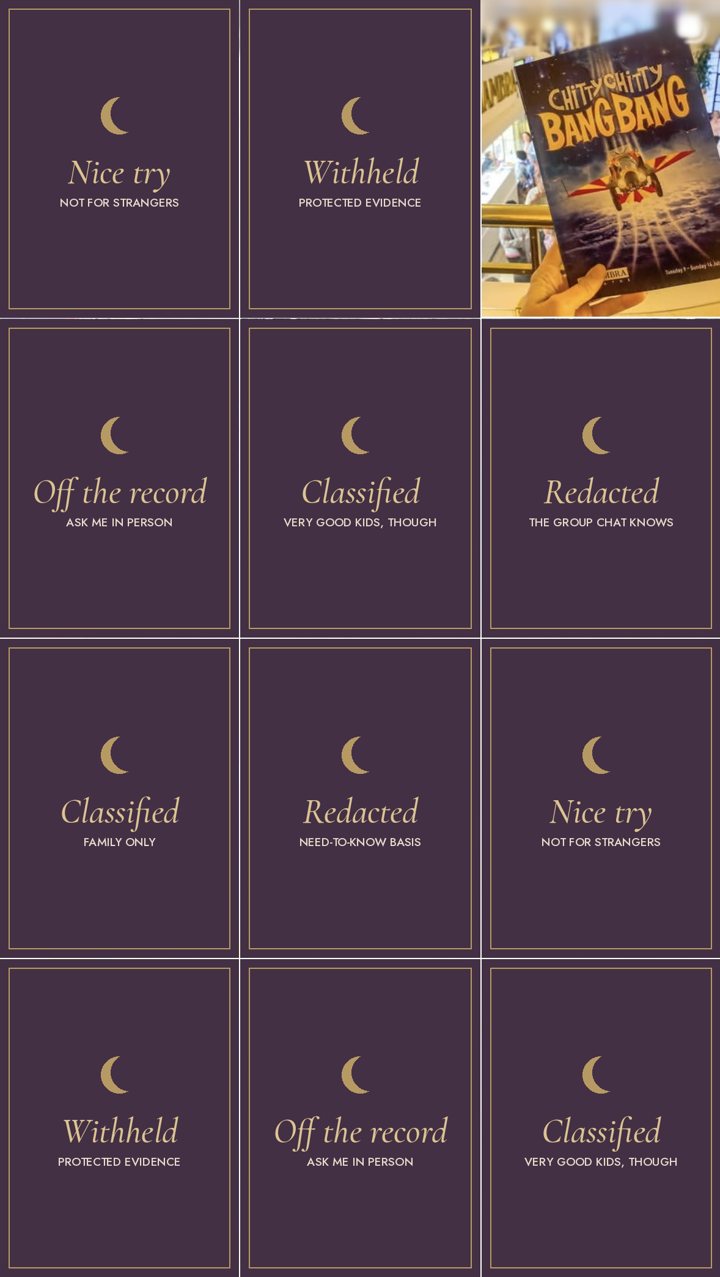 Nice try
NOT FOR STRANGERS
Withheld
PROTECTED EVIDENCE
CHITTY CHITTY
BANG BANG
Off the record
ASK ME IN PERSON
Classified
VERY GOOD KIDS, THOUGH
Redacted
THE GROUP CHAT KNOWS
Classified
FAMILY ONLY
Redacted
NEED-TO-KNOW BASIS
Nice try
NOT FOR STRANGERS
Withheld
PROTECTED EVIDENCE
Off the record
ASK ME IN PERSON
Classified
VERY GOOD KIDS, THOUGH